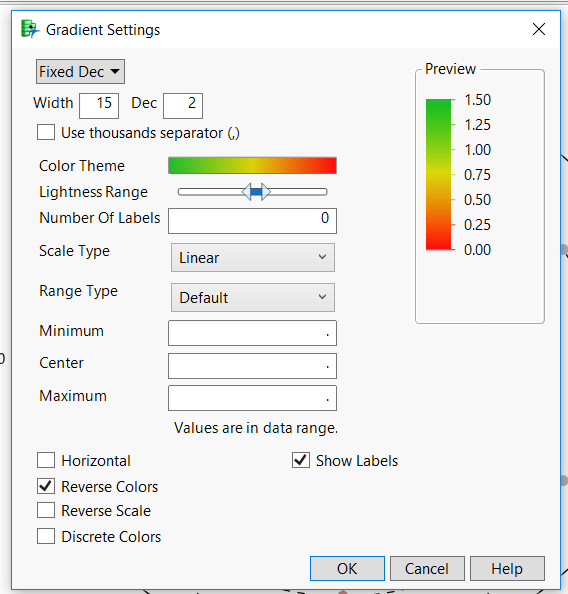 Gradient Settings
Fixed Dec
Width 15 Dec 2
Use thousands separator (,)
Color Theme
Lightness Range
Number Of Labels 0
Scale Type Linear
Range Type Default
Minimum .
Center .
Maximum .
Values are in data range.
Horizontal
Show Labels
Reverse Colors
Reverse Scale
Discrete Colors
Preview
1.50
1.25
1.00
0.75
0.50
0.25
0.00
OK Cancel Help
0